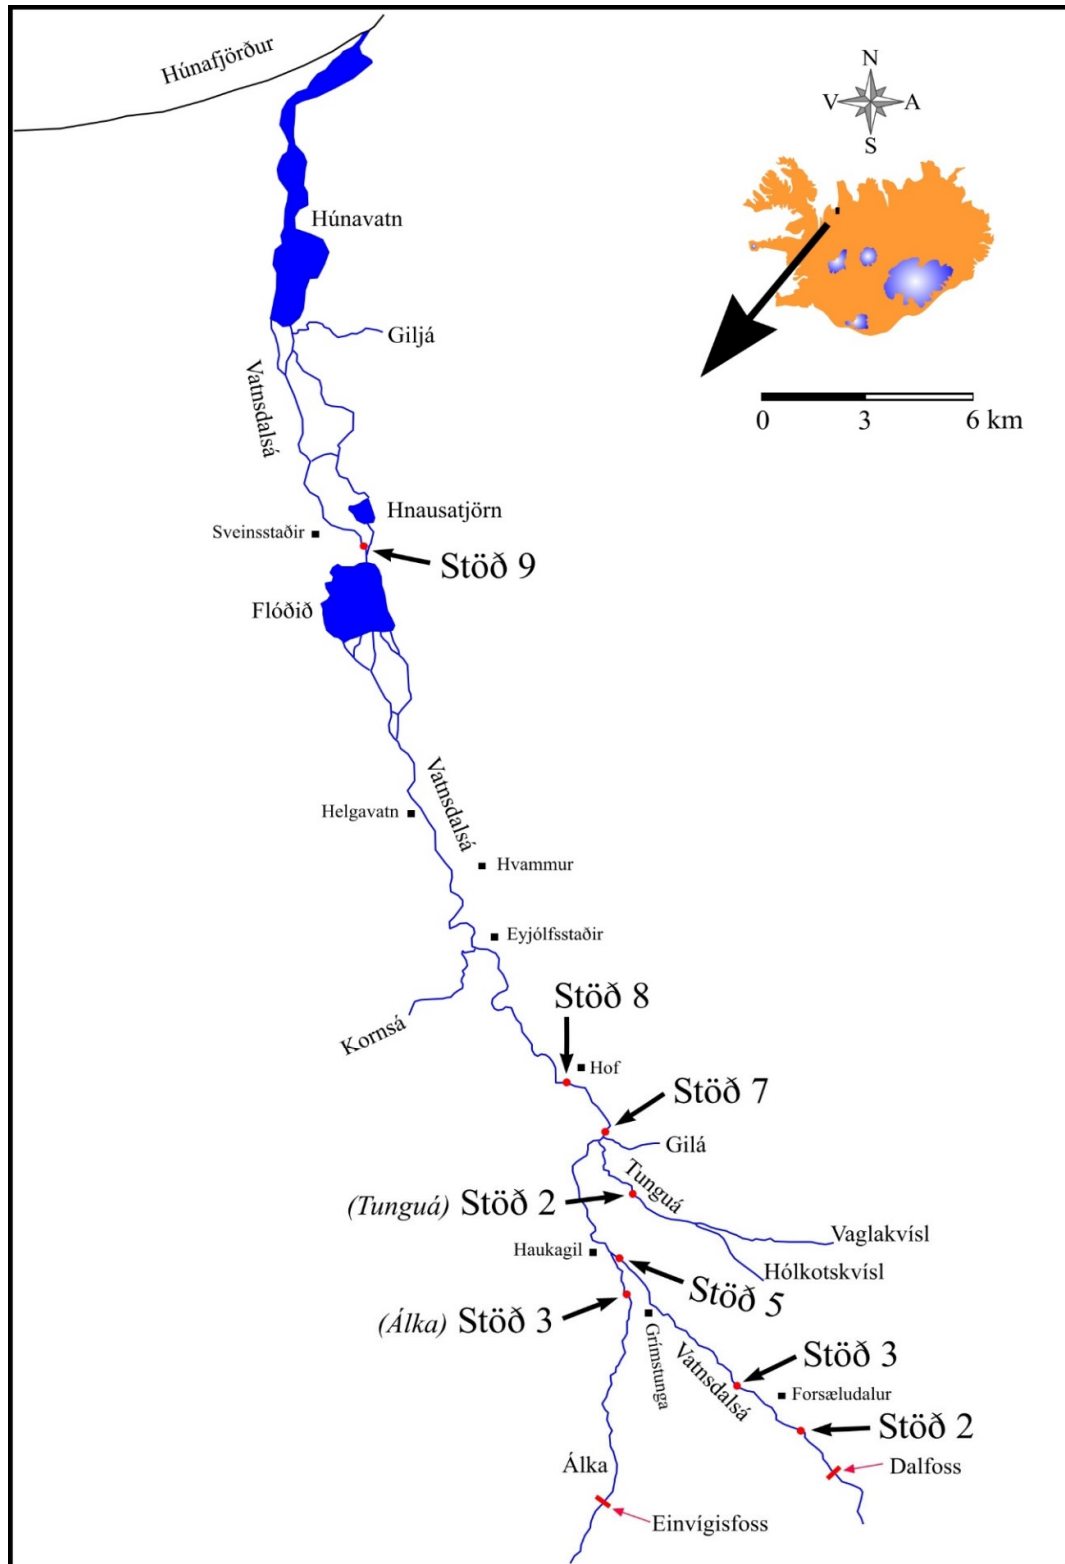 Húnafjörður
N
V
A
S
Húnavatn
Giljá
Vatnsdalsá
0
3
6 km
Hnausatjörn
Sveinsstaðir
Stöð 9
Flóðið
Vatnsdalsá
Helgavatn
Hvammur
Eyjólfsstaðir
Stöð 8
Kornsá
Hof
Stöð 7
Gilá
Tunguá
(Tunguá) Stöð 2
Vaglakvísl
Haukagil
Hólkotskvísl
Stöð 5
(Álka) Stöð 3
Grímstunga
Stöð 3
Vatnsdalsá
Forsæludalur
Stöð 2
Álka
Dalfoss
Einvígisfoss